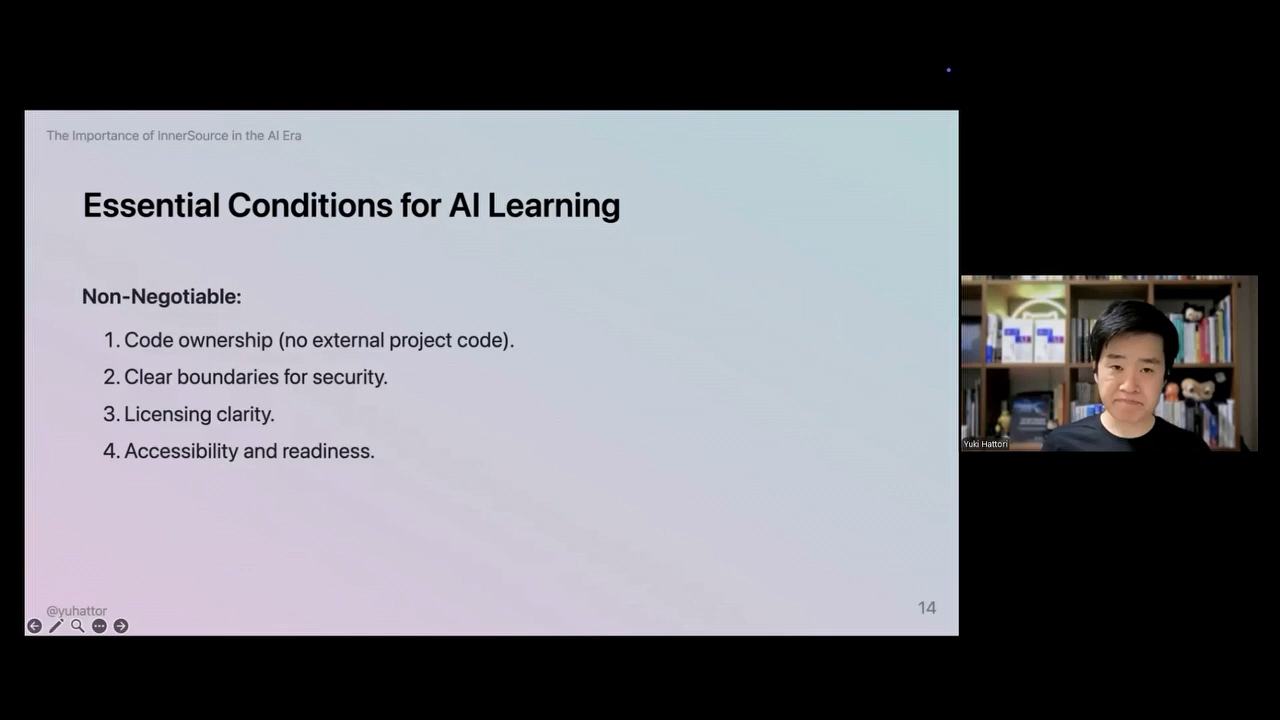 The Importance of InnerSource in the AI Era
Essential Conditions for AI Learning
Non-Negotiable:
1. Code ownership (no external project code).
2. Clear boundaries for security.
3. Licensing clarity.
4. Accessibility and readiness.
@yuhattor
14
Yuki Hattori